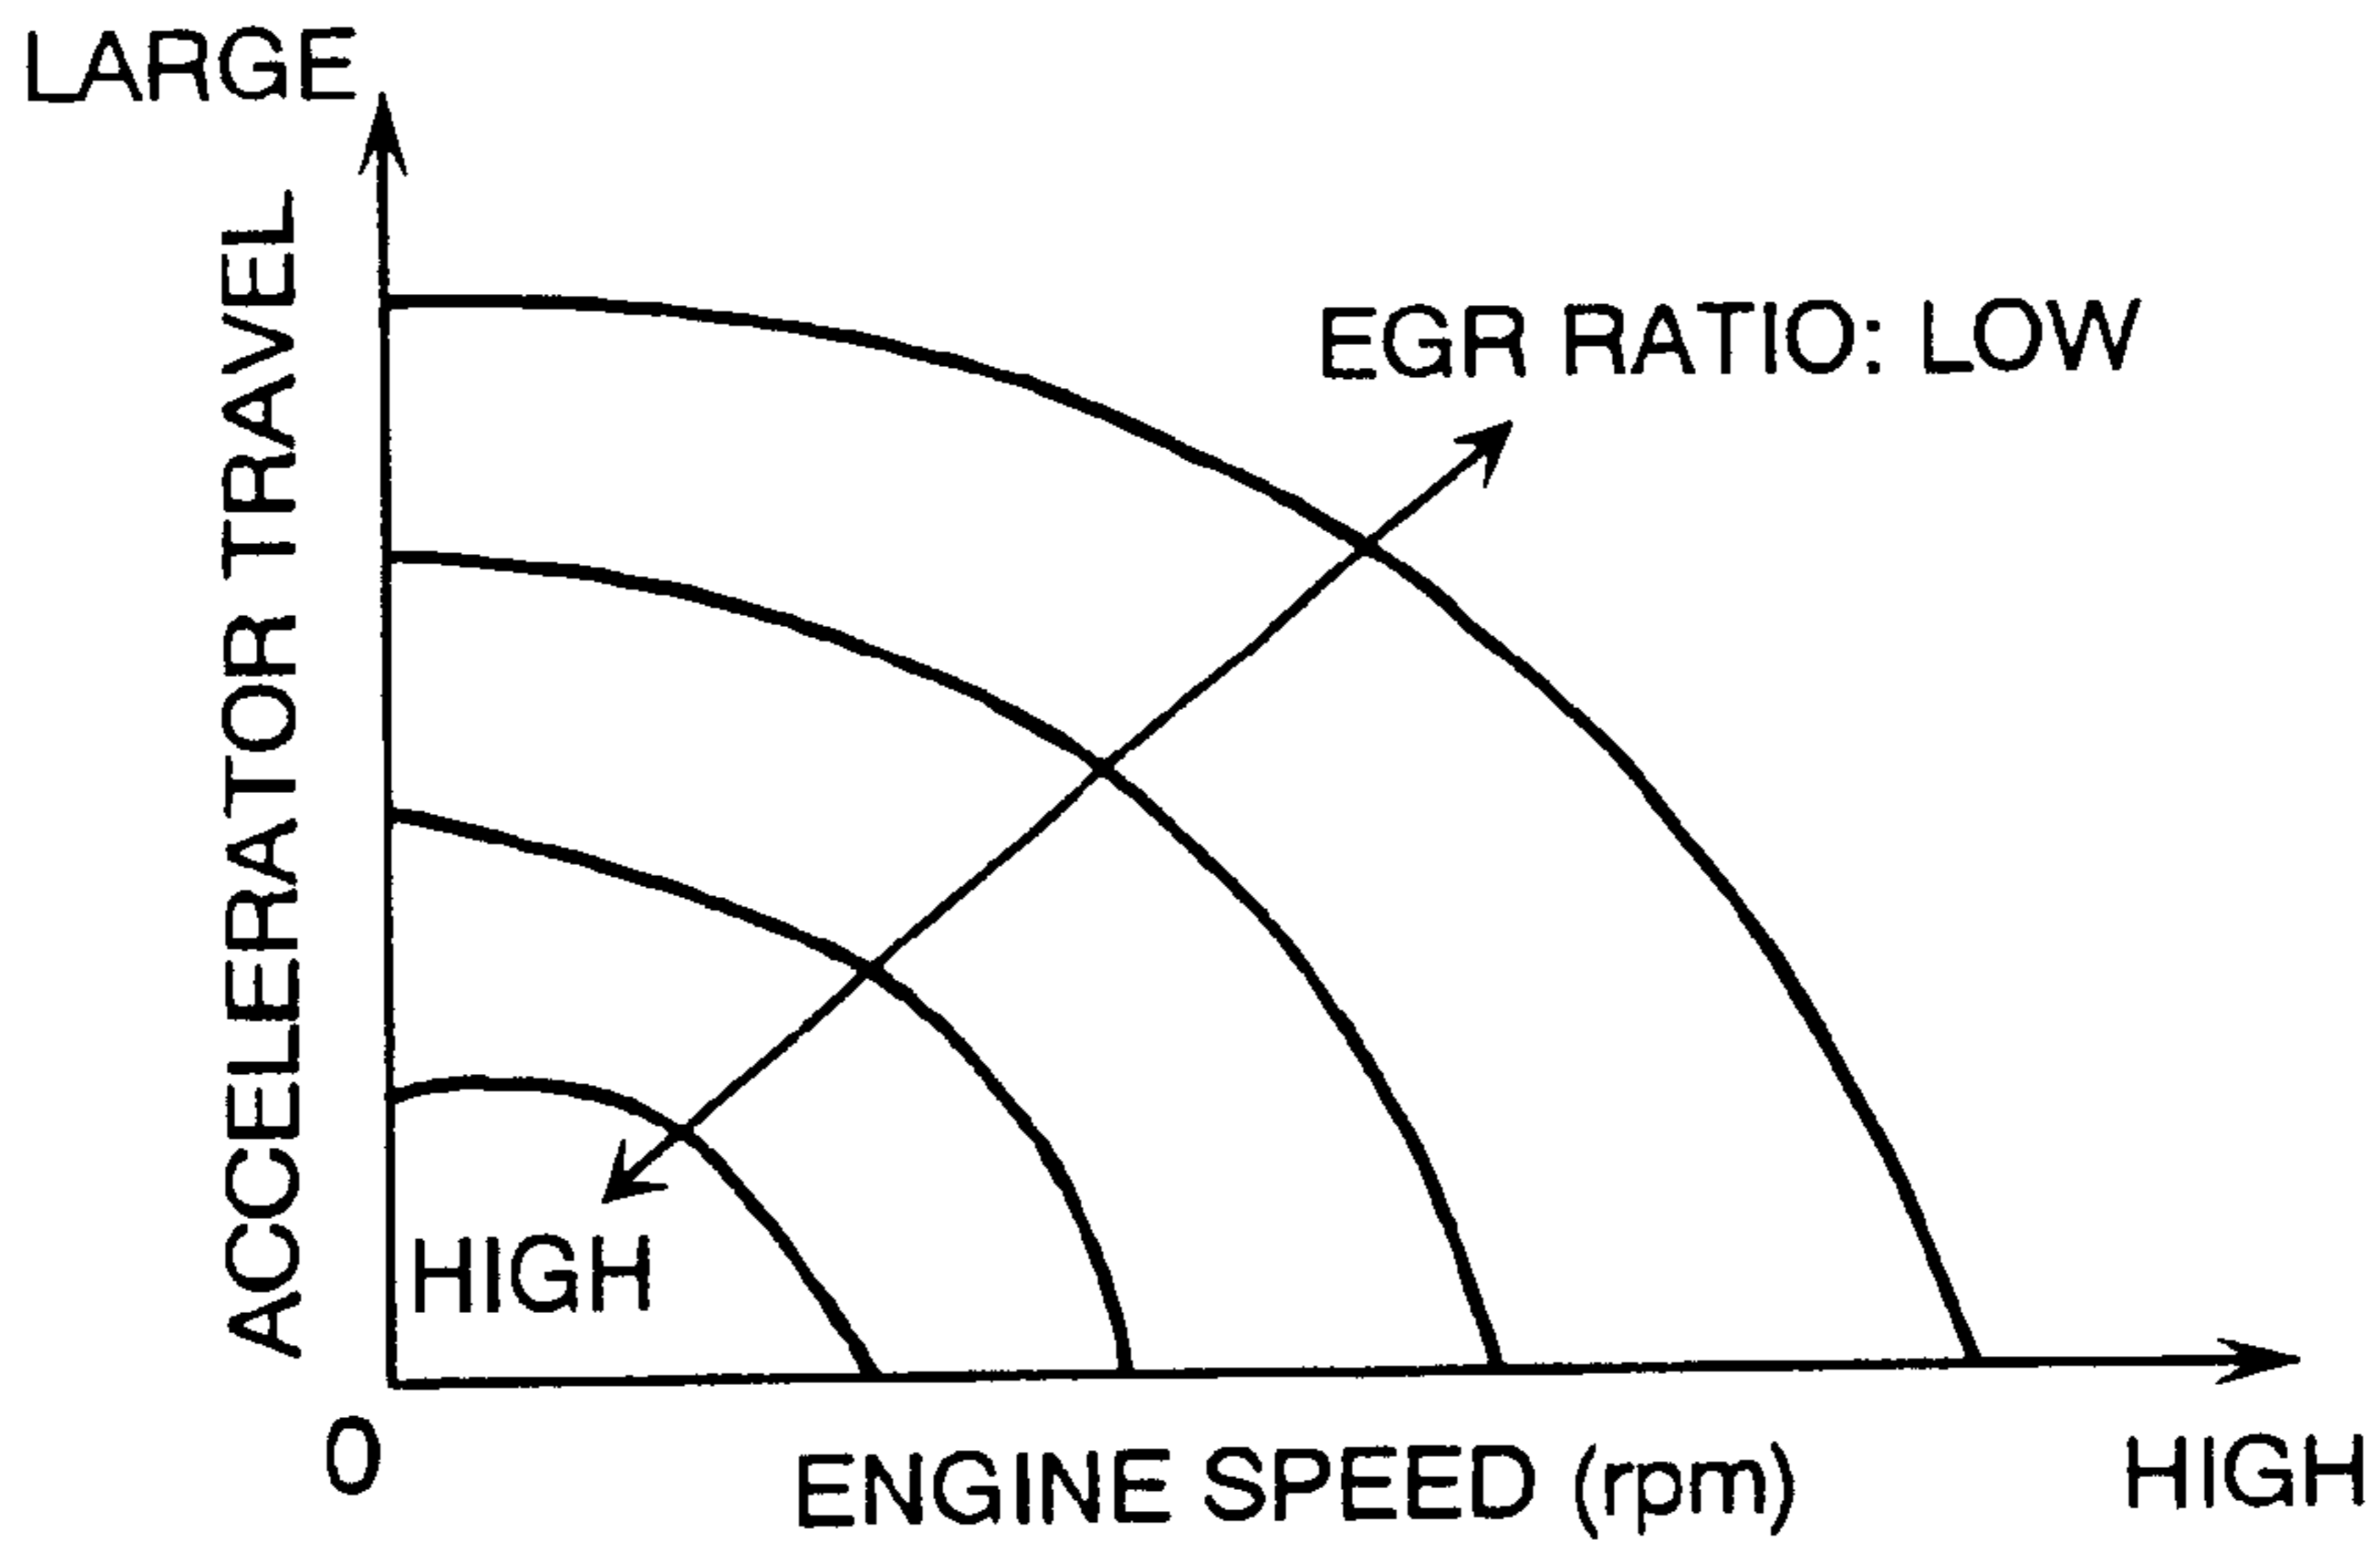 LARGE
ACCELERATOR TRAVEL
EGR RATIO: LOW
HIGH
0
ENGINE SPEED (rpm)
HIGH